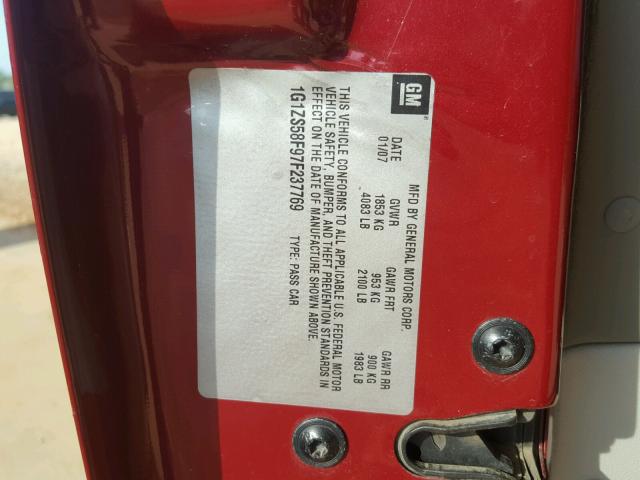 GM
MFD BY GENERAL MOTORS CORP.
DATE GVWR GAWR FRT GAWR RR
01/07 1853 KG 953 KG 900 KG
4083 LB 2100 LB 1983 LB
THIS VEHICLE CONFORMS TO ALL APPLICABLE U.S. FEDERAL MOTOR
VEHICLE SAFETY, BUMPER, AND THEFT PREVENTION STANDARDS IN
EFFECT ON THE DATE OF MANUFACTURE SHOWN ABOVE.
1G1ZS58F97F237769 TYPE: PASS CAR